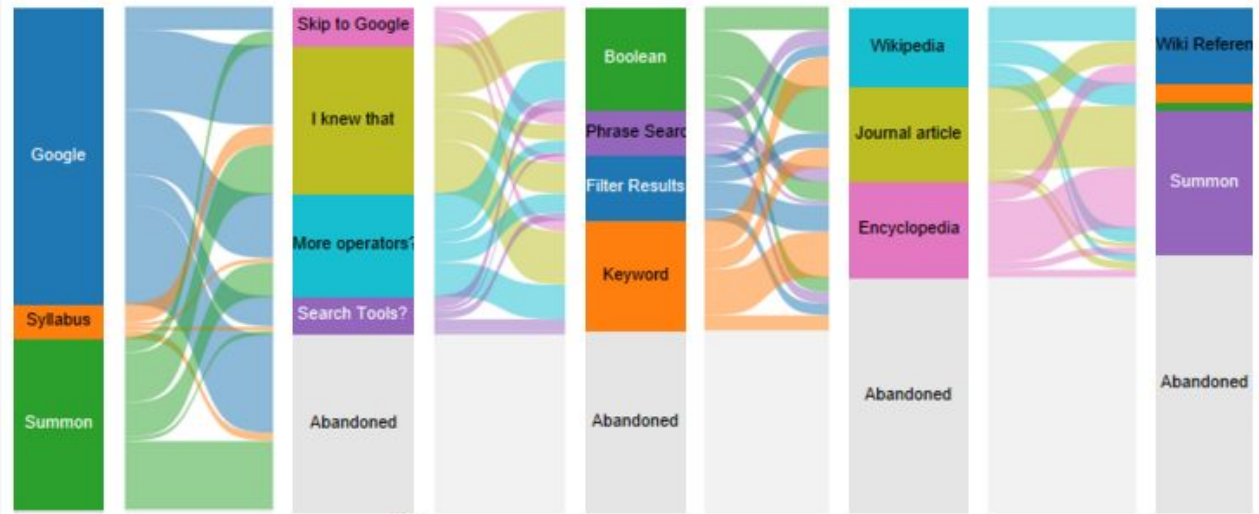 Google
Syllabus
Summon
Skip to Google
I knew that
More operators?
Search Tools?
Abandoned
Boolean
Phrase Searc
Filter Results
Keyword
Abandoned
Wikipedia
Journal article
Encyclopedia
Abandoned
Wiki Referen
Summon
Abandoned